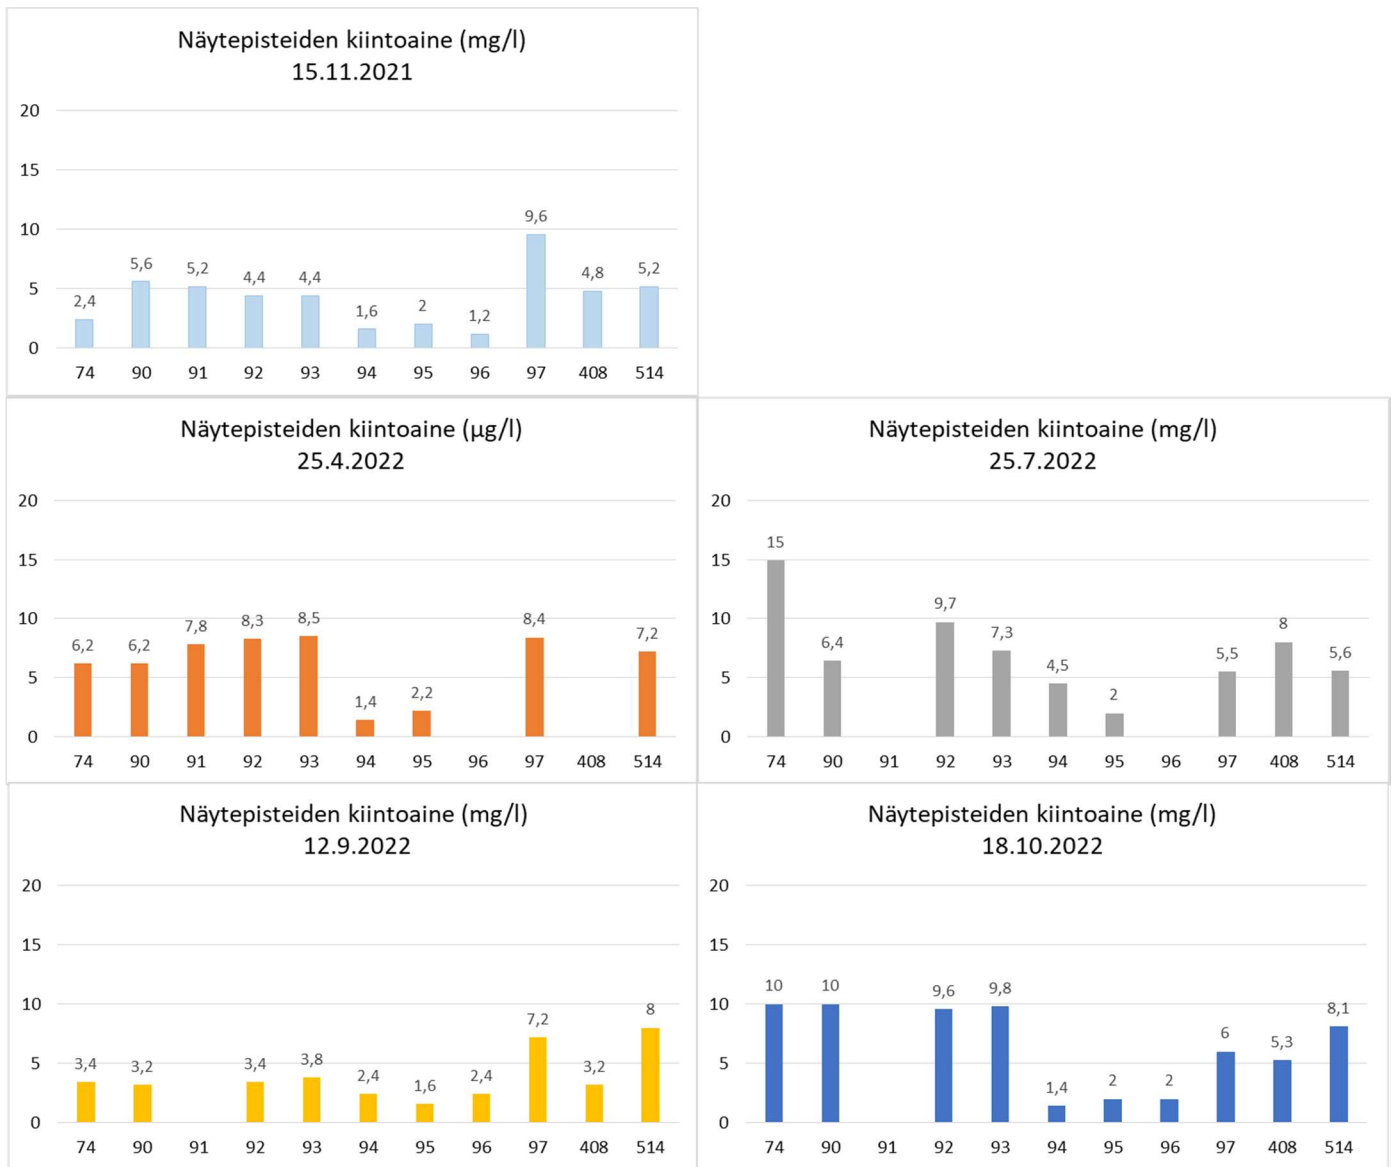 Näytepisteiden kiintoaine (mg/l)
15.11.2021
20
15
10
5
0
2,4 5,6 5,2 4,4 4,4 1,6 2 1,2 9,6 4,8 5,2
74 90 91 92 93 94 95 96 97 408 514
Näytepisteiden kiintoaine (µg/l)
25.4.2022
20
15
10
5
0
6,2 6,2 7,8 8,3 8,5 1,4 2,2 8,4 7,2
74 90 91 92 93 94 95 96 97 408 514
Näytepisteiden kiintoaine (mg/l)
25.7.2022
20
15
10
5
0
15 6,4 9,7 7,3 4,5 2 5,5 8 5,6
74 90 91 92 93 94 95 96 97 408 514
Näytepisteiden kiintoaine (mg/l)
12.9.2022
20
15
10
5
0
3,4 3,2 3,4 3,8 2,4 1,6 2,4 7,2 3,2 8
74 90 91 92 93 94 95 96 97 408 514
Näytepisteiden kiintoaine (mg/l)
18.10.2022
20
15
10
5
0
10 10 9,6 9,8 1,4 2 2 6 5,3 8,1
74 90 91 92 93 94 95 96 97 408 514